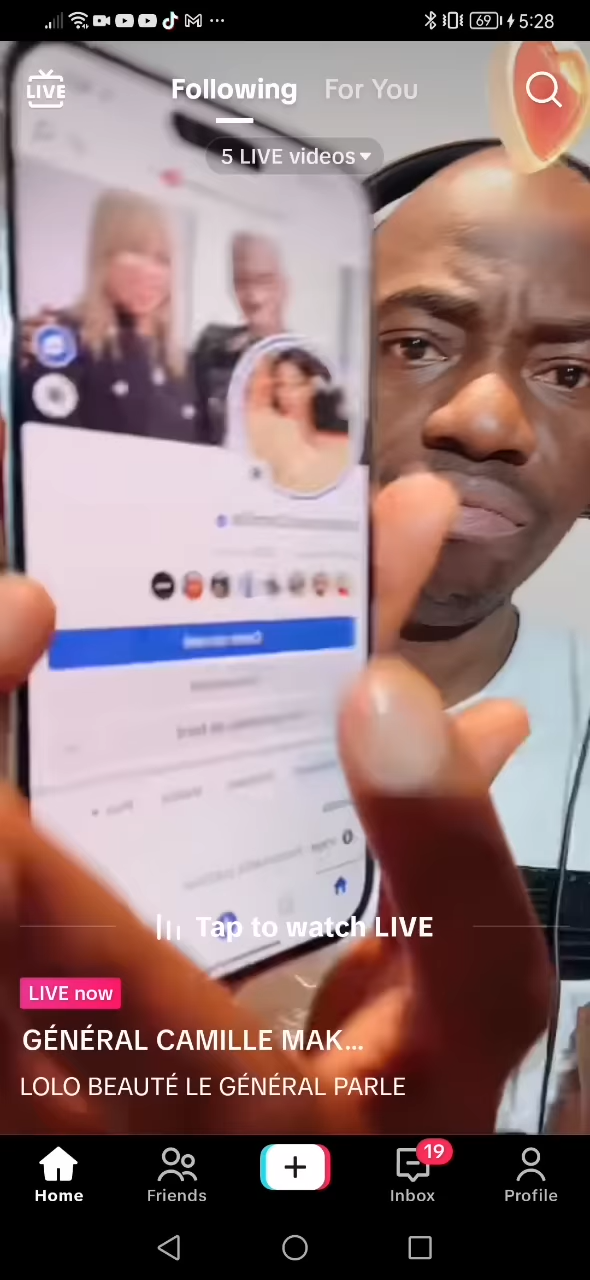 69 5:28
LIVE Following For You
5 LIVE videos
Tap to watch LIVE
LIVE now
GÉNÉRAL CAMILLE MAK...
LOLO BEAUTÉ LE GÉNÉRAL PARLE
19
Home Friends Inbox Profile